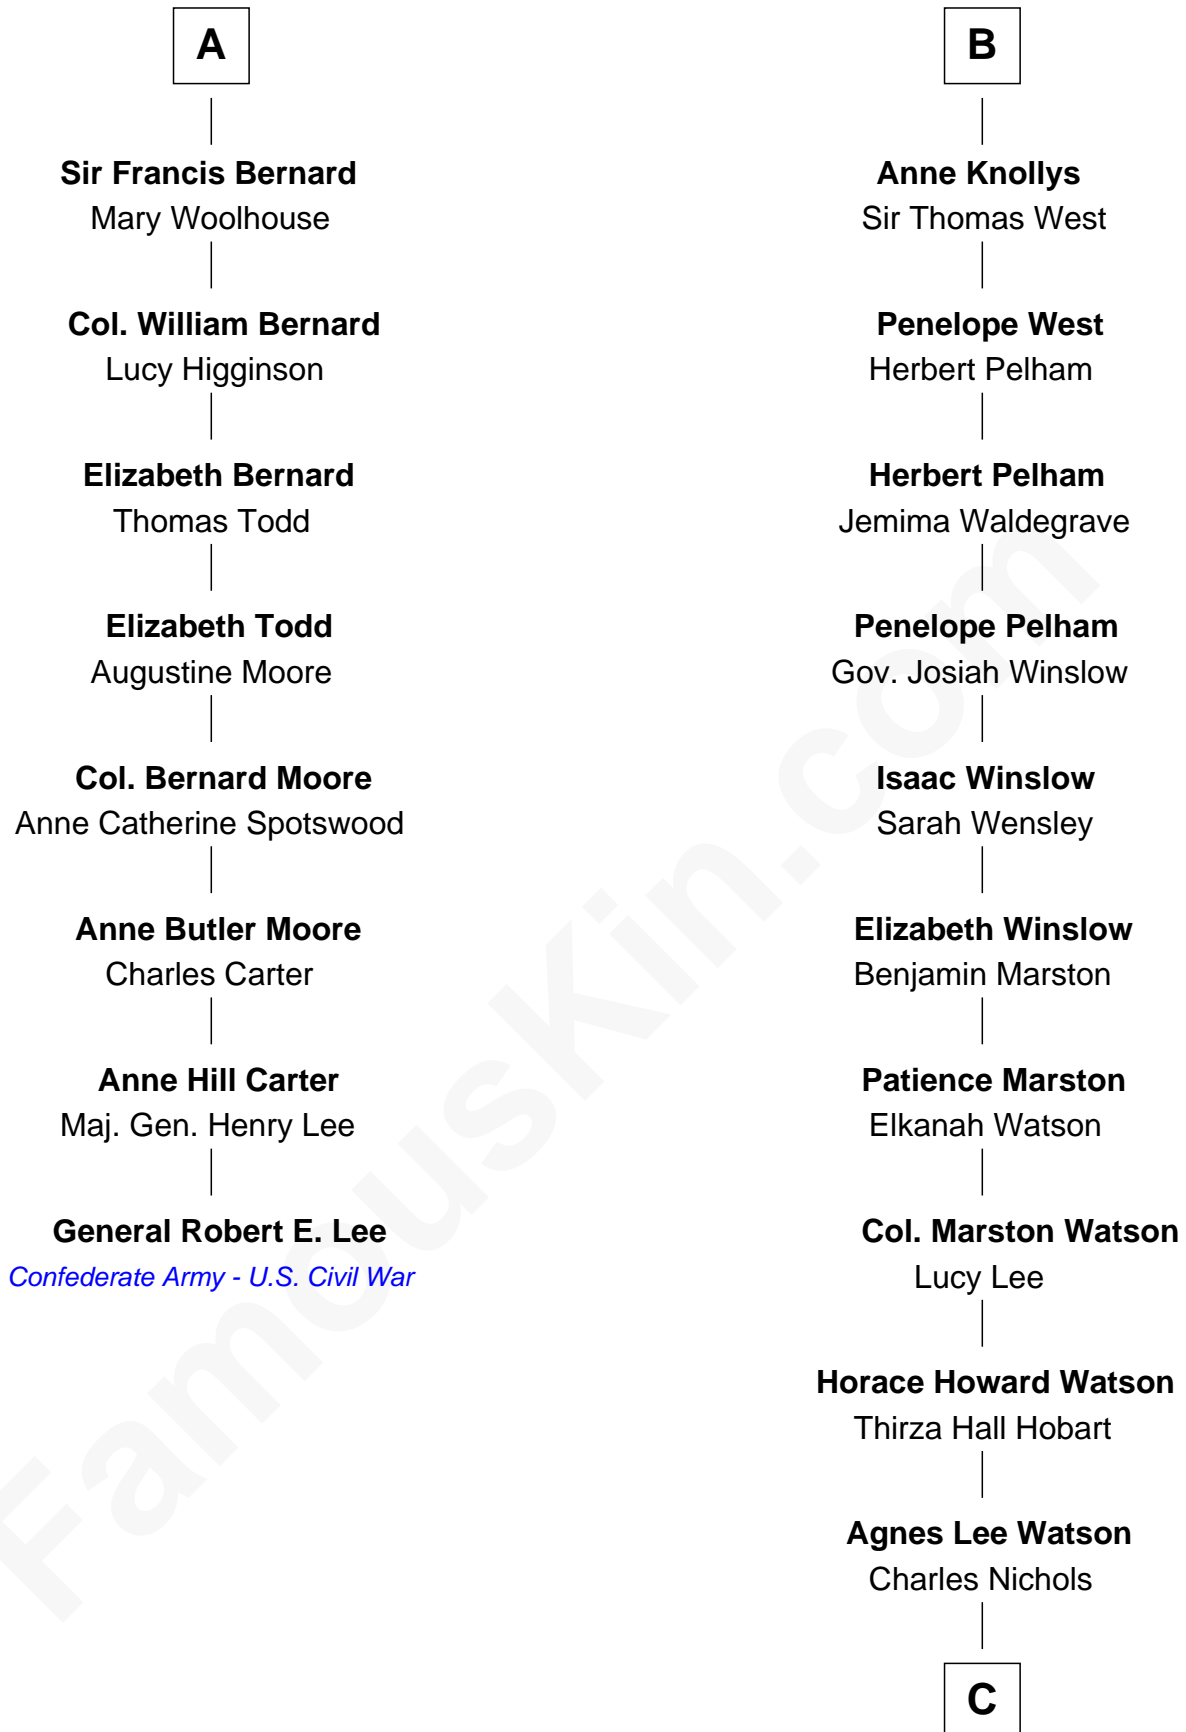 A
Sir Francis Bernard
Mary Woolhouse
Col. William Bernard
Lucy Higginson
Elizabeth Bernard
Thomas Todd
Elizabeth Todd
Augustine Moore
Col. Bernard Moore
Anne Catherine Spotswood
Anne Butler Moore
Charles Carter
Anne Hill Carter
Maj. Gen. Henry Lee
General Robert E. Lee
Confederate Army - U.S. Civil War
B
Anne Knollys
Sir Thomas West
Penelope West
Herbert Pelham
Herbert Pelham
Jemima Waldegrave
Penelope Pelham
Gov. Josiah Winslow
Isaac Winslow
Sarah Wensley
Elizabeth Winslow
Benjamin Marston
Patience Marston
Elkanah Watson
Col. Marston Watson
Lucy Lee
Horace Howard Watson
Thirza Hall Hobart
Agnes Lee Watson
Charles Nichols
C
FamousKin.com